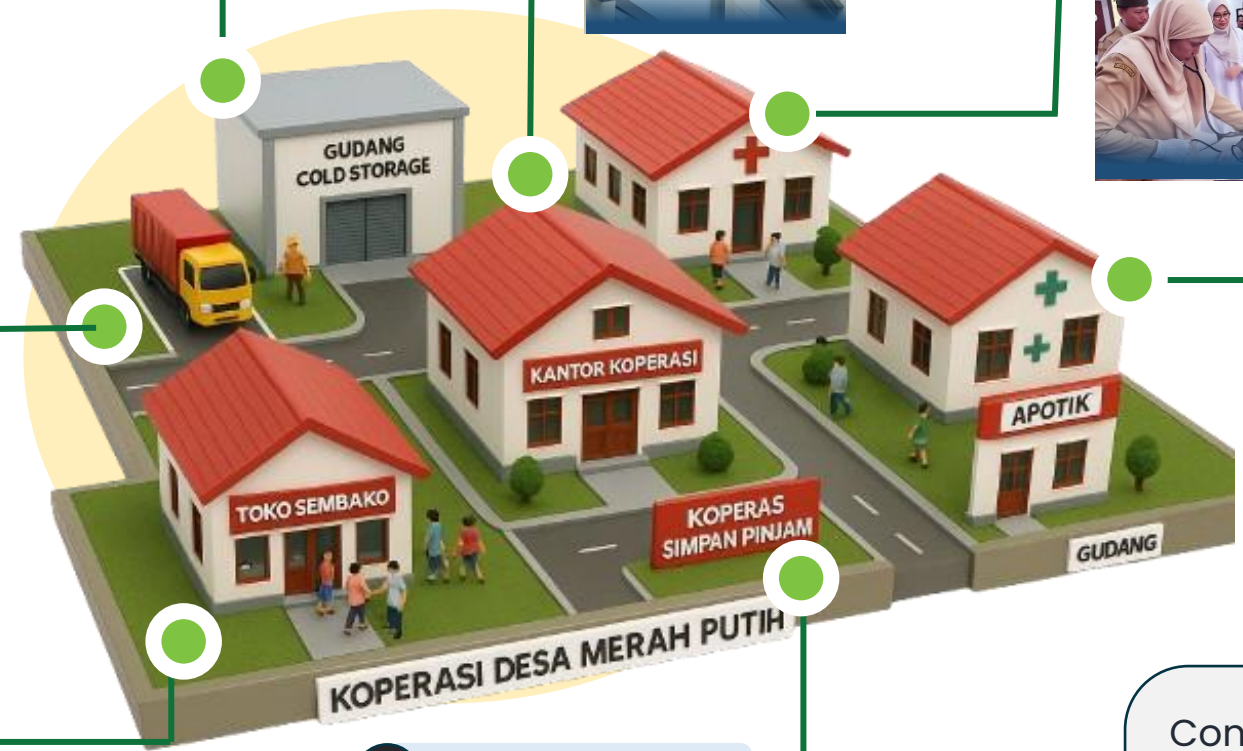 GUDANG
COLD STORAGE
KANTOR KOPERASI
APOTIK
TOKO SEMBAKO
KOPERAS
SIMPAN PINJAM
GUDANG
KOPERASI DESA MERAH PUTIH
Con